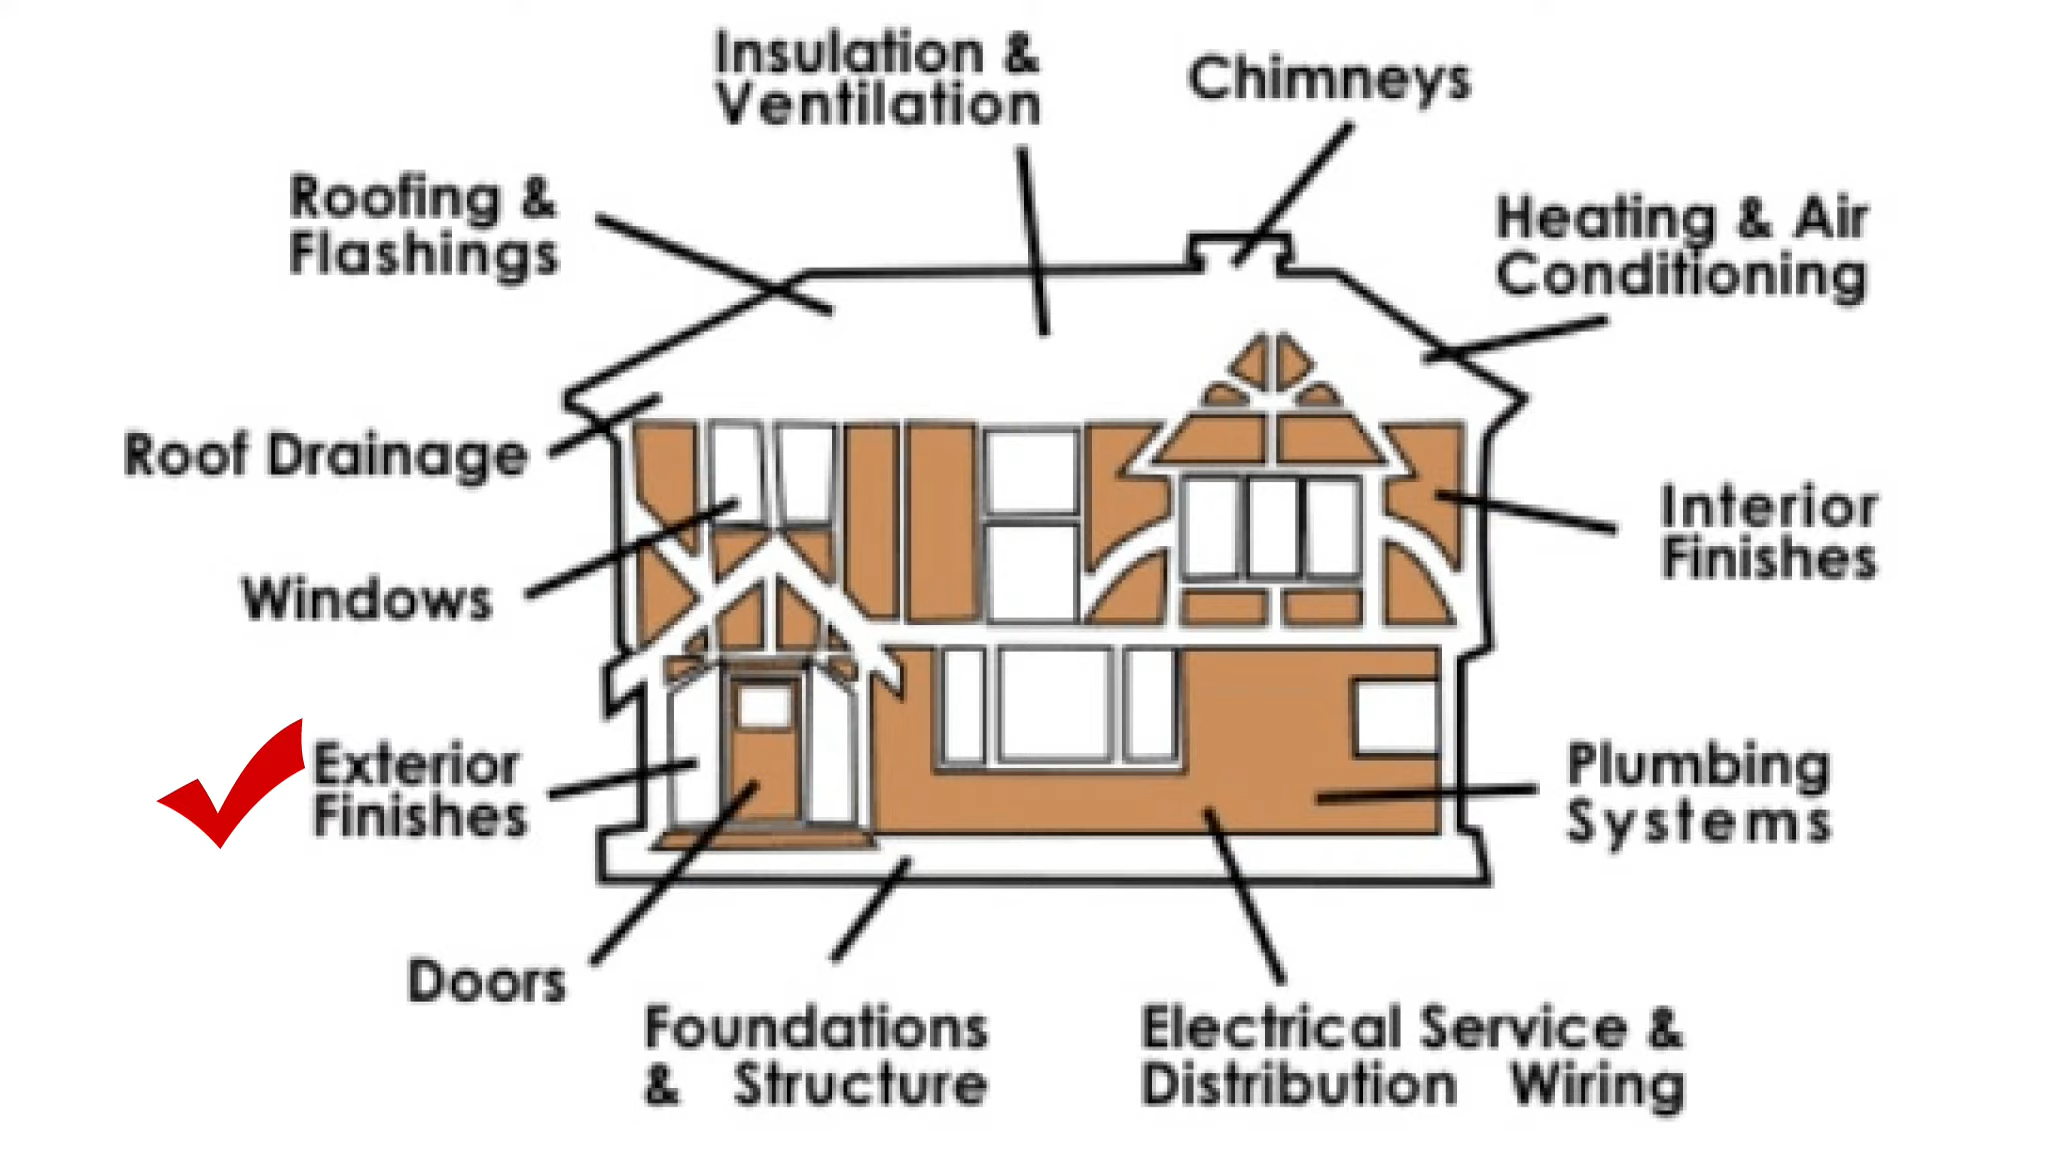 Insulation &
Ventilation
Chimneys
Roofing &
Flashings
Heating & Air
Conditioning
Roof Drainage
Interior
Finishes
Windows
Exterior
Finishes
Plumbing
Systems
Doors
Foundations
& Structure
Electrical Service &
Distribution Wiring